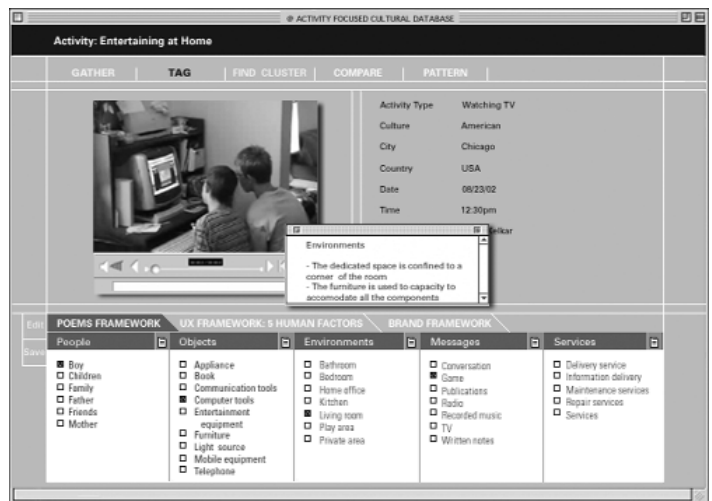 @ ACTIVITY FOCUSED CULTURAL DATABASE
Activity: Entertaining at Home
GATHER | TAG | FIND CLUSTER | COMPARE | PATTERN |
Activity Type Watching TV
Culture American
City Chicago
Country USA
Date 08/23/02
Time 12:30pm
elkar
Environments
- The dedicated space is confined to a
corner of the room
- The furniture is used to capacity to
accomodate all the components
Edit
Save
POEMS FRAMEWORK UX FRAMEWORK: 5 HUMAN FACTORS BRAND FRAMEWORK
People
Boy
Children
Family
Father
Friends
Mother
Objects
Appliance
Book
Communication tools
Computer tools
Entertainment
equipment
Furniture
Light source
Mobile equipment
Telephone
Environments
Bathroom
Bedroom
Home office
Kitchen
Living room
Play area
Private area
Messages
Conversation
Game
Publications
Radio
Recorded music
TV
Written notes
Services
Delivery service
Information delivery
Maintenance services
Repair services
Services